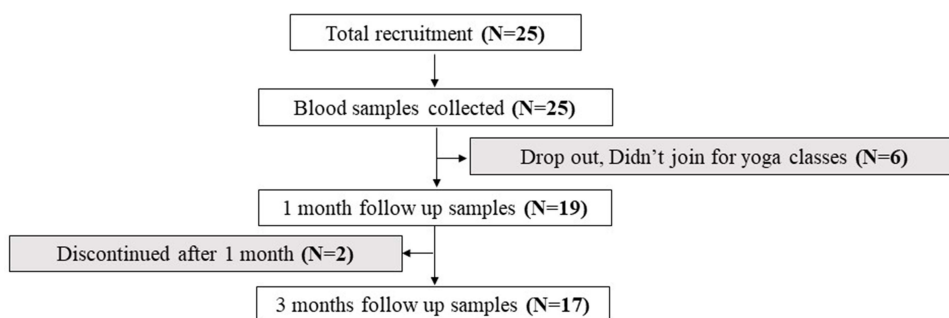 Total recruitment (N=25)
Blood samples collected (N=25)
Drop out, Didn't join for yoga classes (N=6)
1 month follow up samples (N=19)
Discontinued after 1 month (N=2)
3 months follow up samples (N=17)